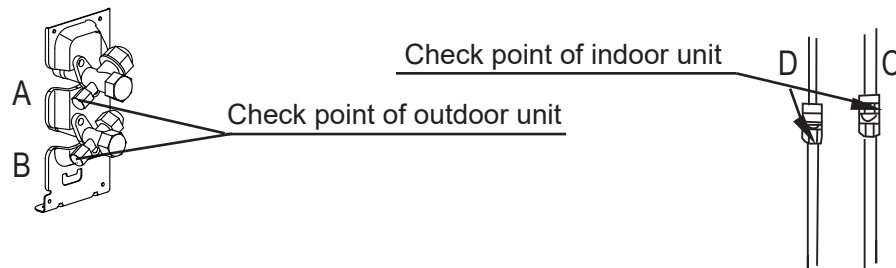 Check point of indoor unit
D
C
A
Check point of outdoor unit
B